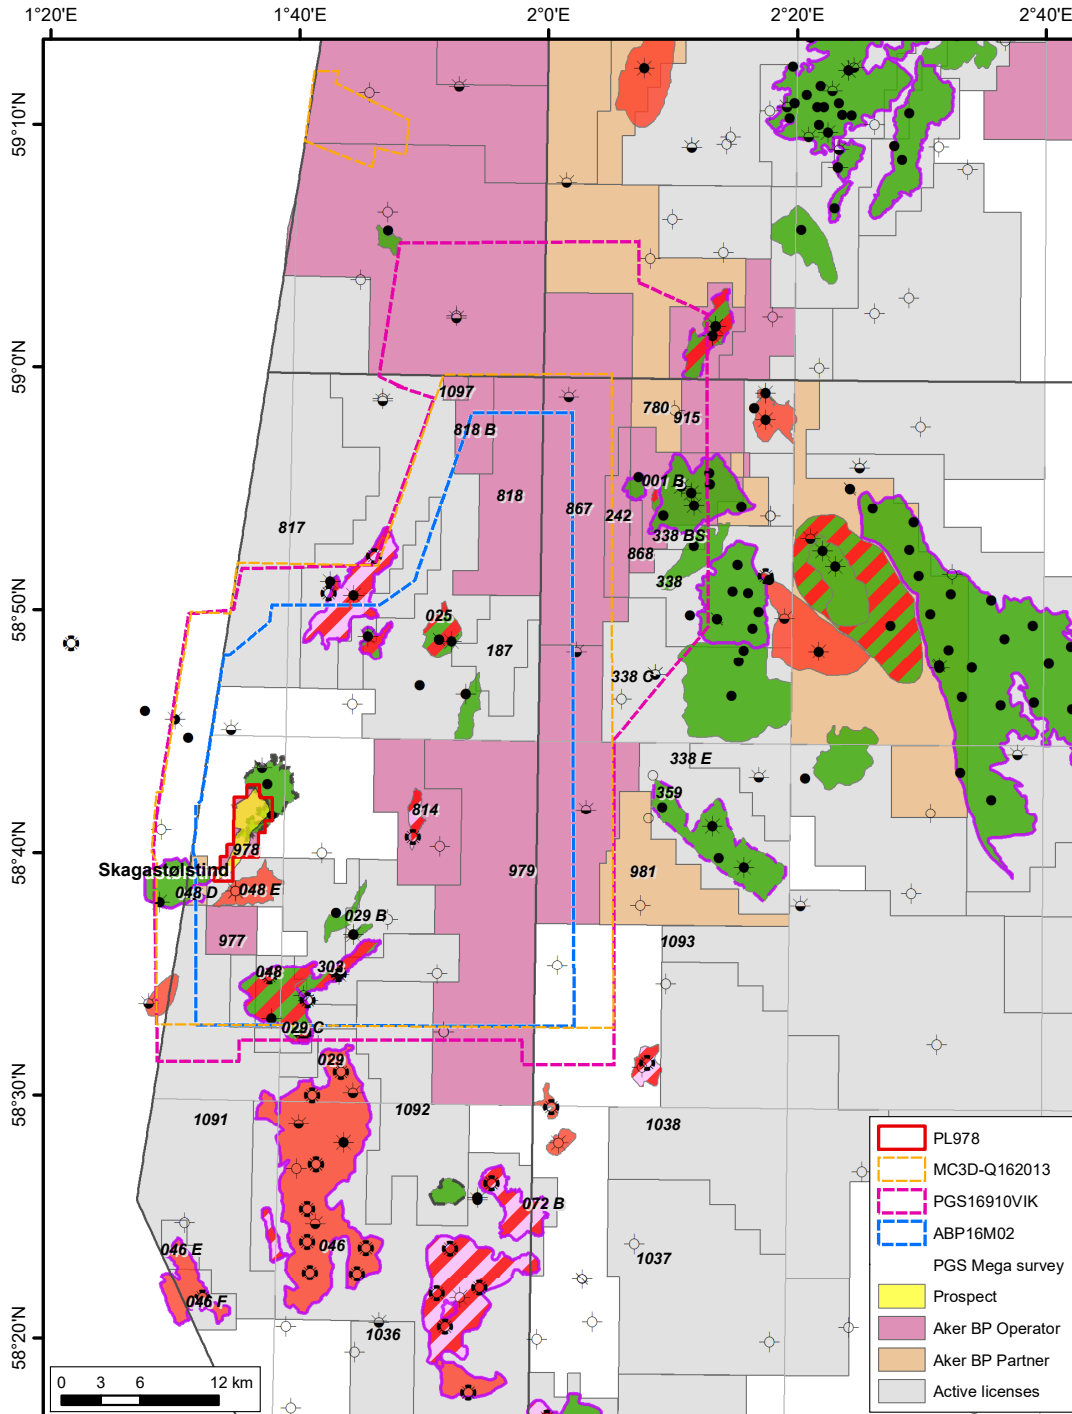 1°20'E 1°40'E 2°0'E 2°20'E 2°40'E
59°10'N
59°0'N
1097
780
915
818 B
001 B
818
867
242
817
338 BS
868
338
58°50'N
025
187
338 C
338 E
359
814
978
58°40'N
Skagastølstind
979
981
048 D
048 E
029 B
977
1093
048
302
029 C
029
58°30'N
1091
1092
1038
072 B
046 E
046
1037
046 F
1036
58°20'N
0 3 6 12 km
PL978
MC3D-Q162013
PGS16910VIK
ABP16M02
PGS Mega survey
Prospect
Aker BP Operator
Aker BP Partner
Active licenses